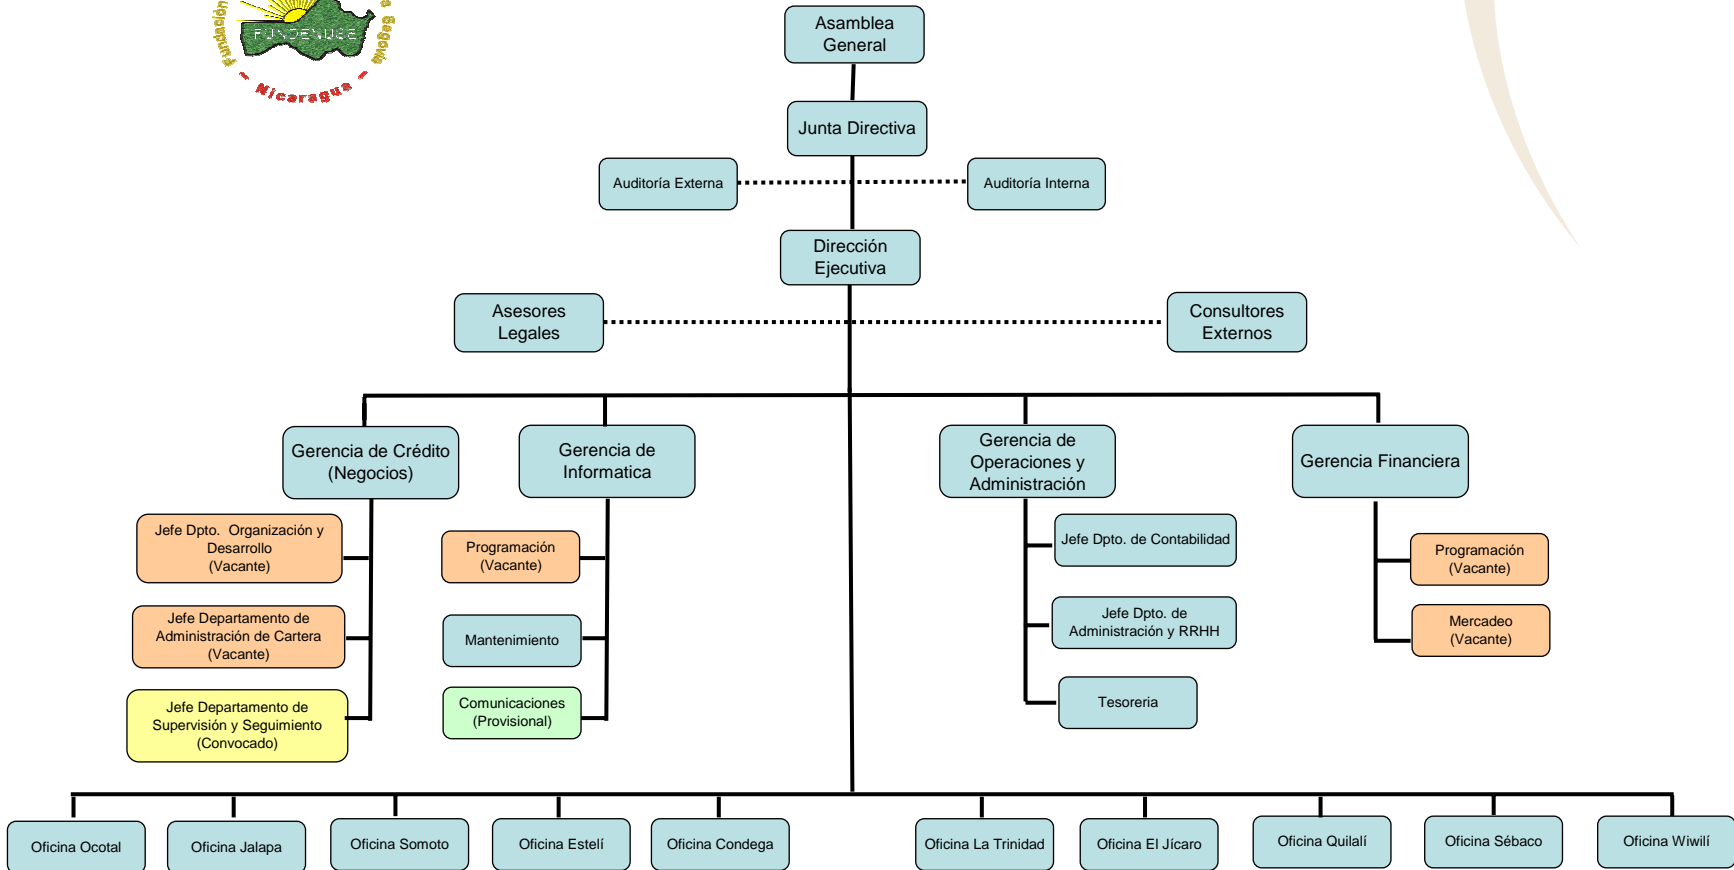 Fundación
Segovia
FUNDENUSE
Nicaragua
Asamblea
General
Junta Directiva
Auditoría Externa
Auditoría Interna
Dirección
Ejecutiva
Asesores
Legales
Consultores
Externos
Gerencia de Crédito
(Negocios)
Gerencia de
Informatica
Gerencia de
Operaciones y
Administración
Gerencia Financiera
Jefe Dpto.  Organización y
Desarrollo
(Vacante)
Jefe Departamento de
Administración de Cartera
(Vacante)
Jefe Departamento de
Supervisión y Seguimiento
(Convocado)
Programación
(Vacante)
Mantenimiento
Comunicaciones
(Provisional)
Jefe Dpto. de Contabilidad
Jefe Dpto. de
Administración y RRHH
Tesoreria
Programación
(Vacante)
Mercadeo
(Vacante)
Oficina Ocotal
Oficina Jalapa
Oficina Somoto
Oficina Estelí
Oficina Condega
Oficina La Trinidad
Oficina El Jícaro
Oficina Quilalí
Oficina Sébaco
Oficina Wiwilí